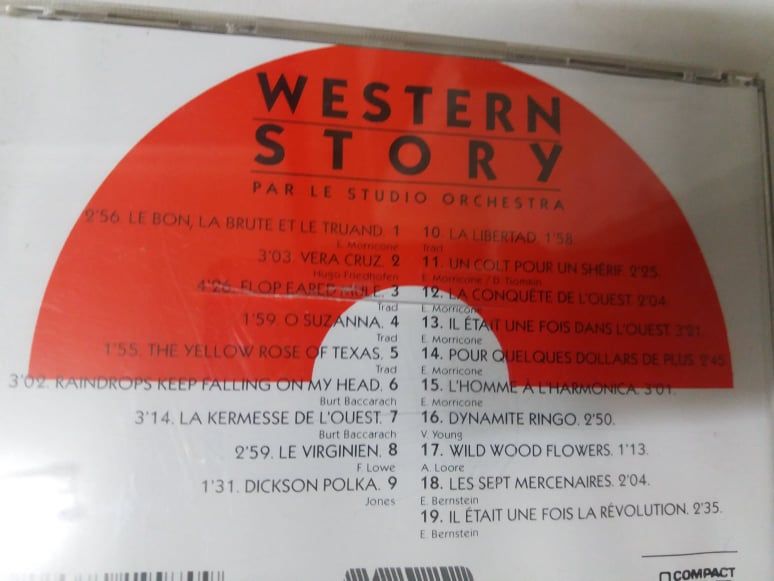 WESTERN
STORY
PAR LE STUDIO ORCHESTRA
2'56. LE BON, LA BRUTE ET LE TRUAND. 1
E. Morricone
3'03. VERA CRUZ. 2
Hugo Friedhofen
4'26. FLOP EARED MULE. 3
Trad
1'59. O SUZANNA. 4
Trad
1'55. THE YELLOW ROSE OF TEXAS. 5
Trad
3'02. RAINDROPS KEEP FALLING ON MY HEAD. 6
Burt Baccarach
3'14. LA KERMESSE DE L'OUEST. 7
Burt Baccarach
2'59. LE VIRGINIEN. 8
F. Lowe
1'31. DICKSON POLKA. 9
Jones
10. LA LIBERTAD. 1'58.
Trad
11. UN COLT POUR UN SHÉRIF. 2'25.
E. Morricone / D. Tiomkin
12. LA CONQUÊTE DE L'OUEST. 2'04.
E. Morricone
13. IL ÉTAIT UNE FOIS DANS L'OUEST. 3'21.
E. Morricone
14. POUR QUELQUES DOLLARS DE PLUS. 2'45.
E. Morricone
15. L'HOMME À L'HARMONICA. 3'01.
E. Morricone
16. DYNAMITE RINGO. 2'50.
V. Young
17. WILD WOOD FLOWERS. 1'13.
A. Loore
18. LES SEPT MERCENAIRES. 2'04.
E. Bernstein
19. IL ÉTAIT UNE FOIS LA RÉVOLUTION. 2'35.
E. Bernstein
COMPACT